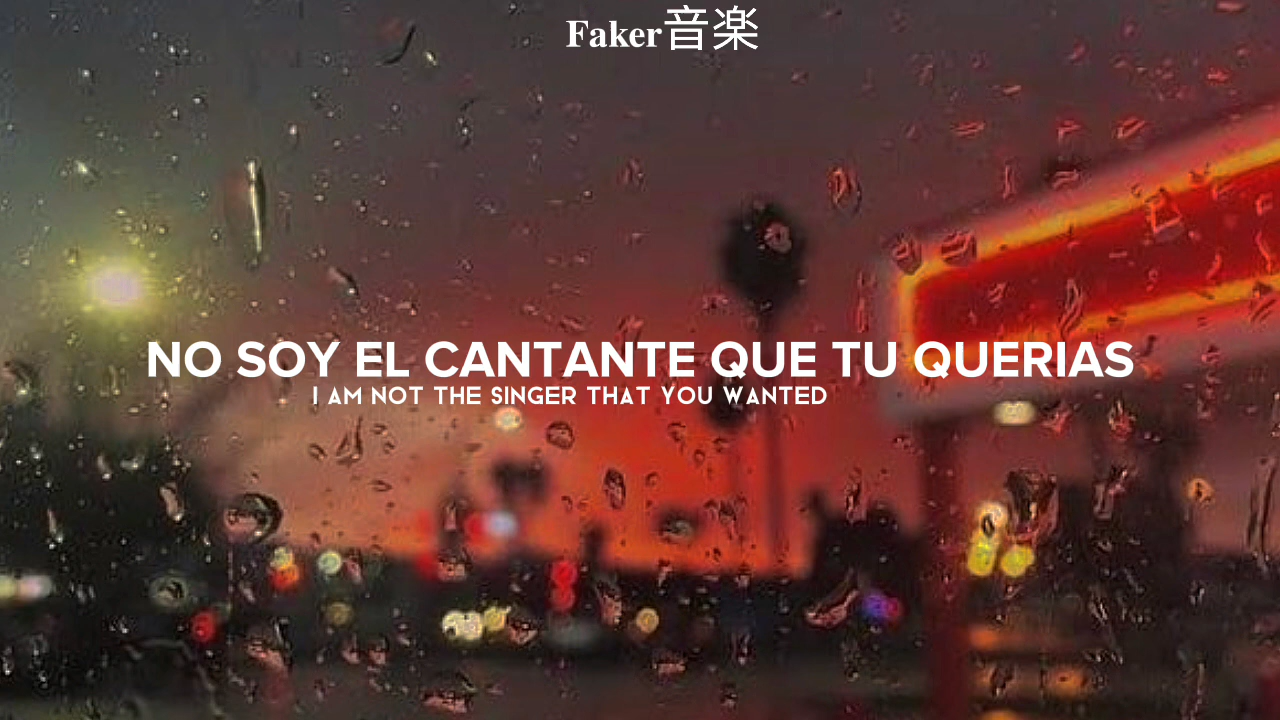 Faker音楽
NO SOY EL CANTANTE QUE TU QUERIAS
I AM NOT THE SINGER THAT YOU WANTED